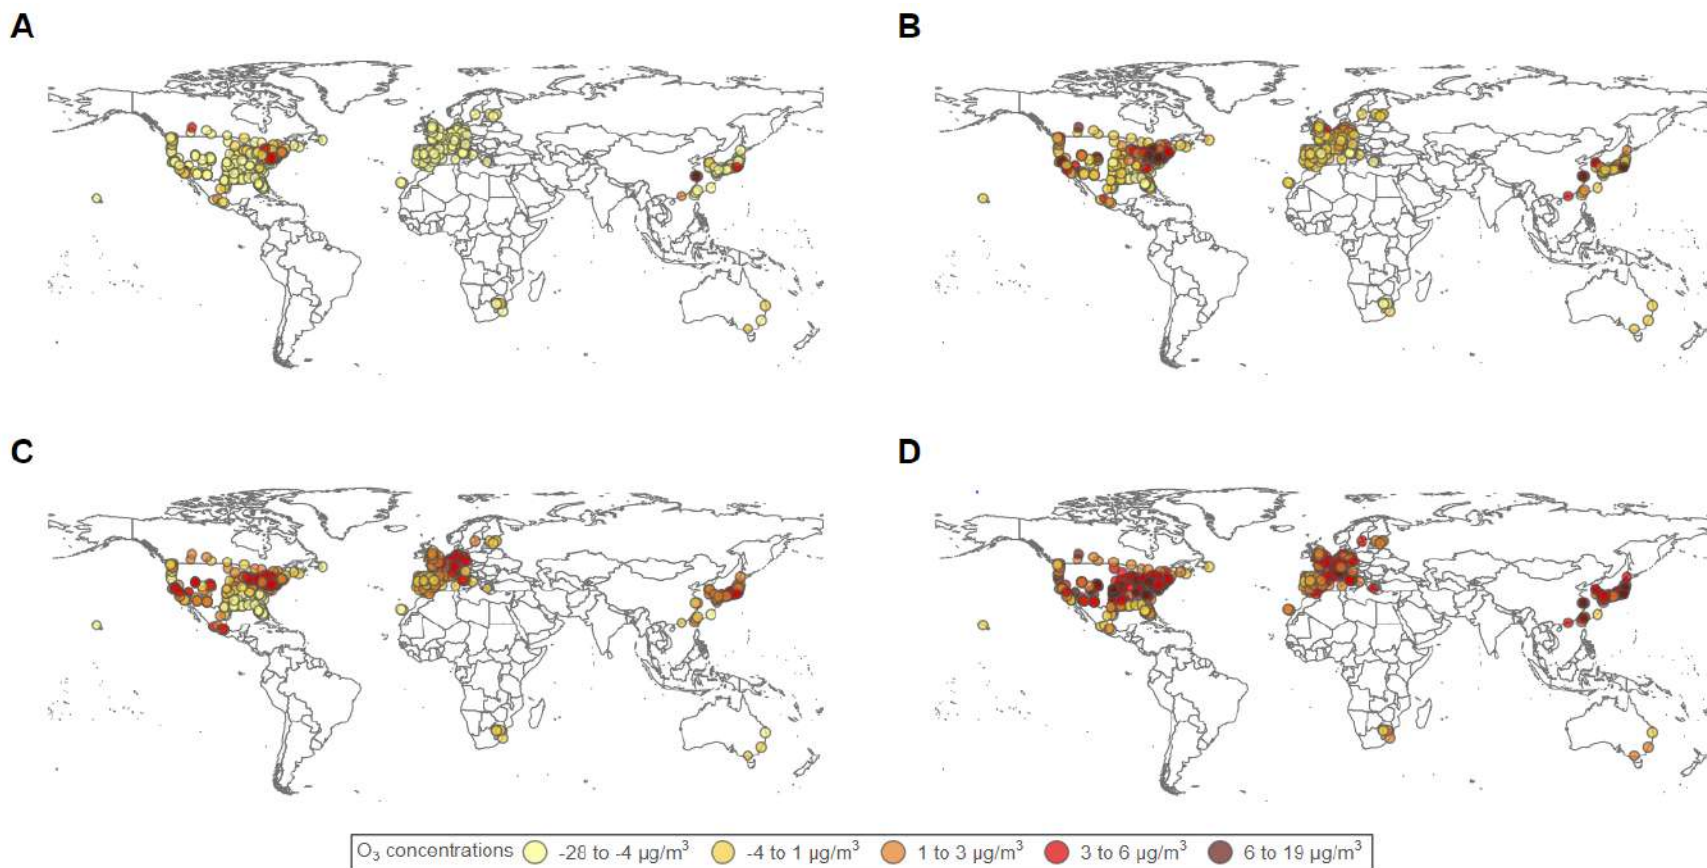 A
B
C
D
O₃ concentrations -28 to -4 µg/m³ -4 to 1 µg/m³ 1 to 3 µg/m³ 3 to 6 µg/m³ 6 to 19 µg/m³